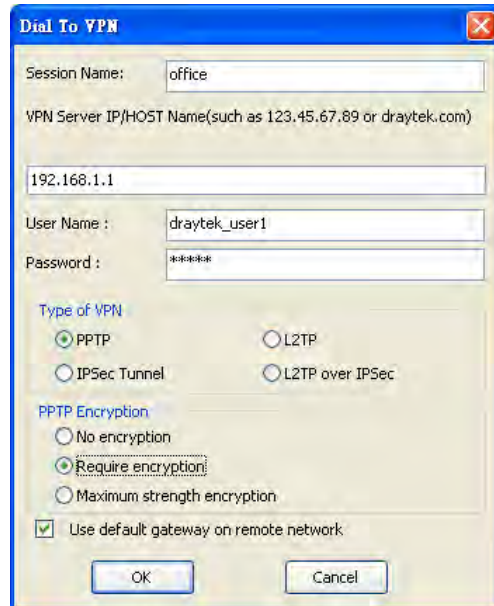 Dial To VPN
Session Name: office
VPN Server IP/HOST Name(such as 123.45.67.89 or draytek.com)
192.168.1.1
User Name : draytek_user1
Password : *****
Type of VPN
PPTP L2TP
IPSec Tunnel L2TP over IPSec
PPTP Encryption
No encryption
Require encryption
Maximum strength encryption
Use default gateway on remote network
OK Cancel